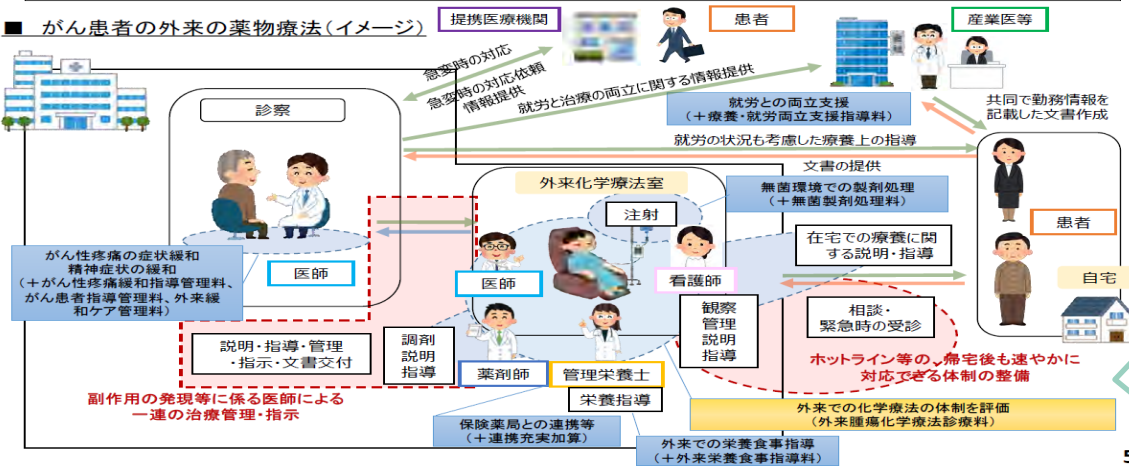 ■ がん患者の外来の薬物療法(イメージ)
提携医療機関
患者
産業医等
急変時の対応
急変時の対応依頼
情報提供
就労と治療の両立に関する情報提供
診察
就労との両立支援
(+療養・就労両立支援指導料)
共同で勤務情報を
記載した文書作成
就労の状況も考慮した療養上の指導
文書の提供
外来化学療法室
無菌環境での製剤処理
(+無菌製剤処理料)
注射
患者
在宅での療養に関
する説明・指導
がん性疼痛の症状緩和
精神症状の緩和
(+がん性疼痛緩和指導管理料、
がん患者指導管理料、外来緩
和ケア管理料)
医師
医師
看護師
自宅
観察
管理
説明
指導
相談・
緊急時の受診
説明・指導・管理
・指示・文書交付
調剤
説明
指導
ホットライン等の、帰宅後も速やかに
対応できる体制の整備
薬剤師
管理栄養士
栄養指導
副作用の発現等に係る医師による
一連の治療管理・指示
外来での化学療法の体制を評価
(外来腫瘍化学療法診療料)
保険薬局との連携等
(+連携充実加算)
外来での栄養食事指導
(+外来栄養食事指導料)
5